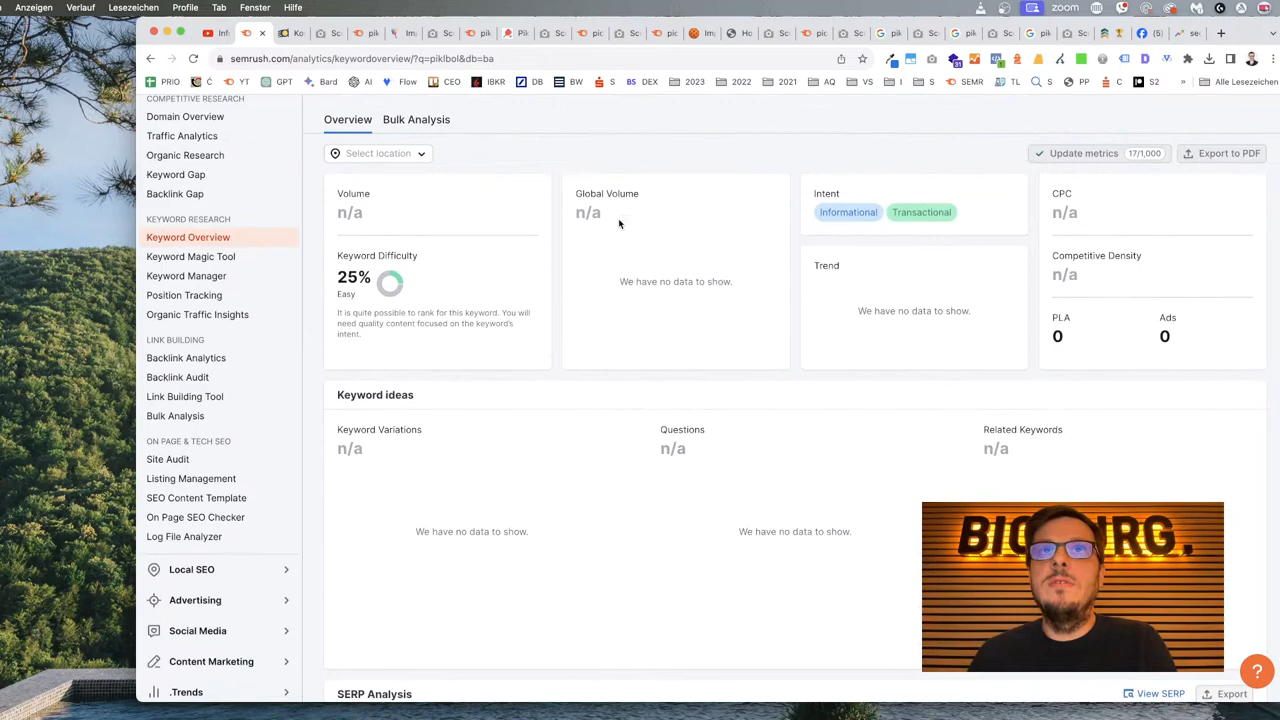 Anzeigen Verlauf Lesezeichen Profile Tab Fenster Hilfe
zoom
semrush.com/analytics/keywordoverview/?q=piklbol&db=ba
PRIO YT GPT Bard AI Flow CEO IBKR DB BW S DEX 2023 2022 2021 AQ VS SEMR TL S PP C S2 » Alle Lesezeichen
COMPETITIVE RESEARCH
Domain Overview
Traffic Analytics
Organic Research
Keyword Gap
Backlink Gap
KEYWORD RESEARCH
Keyword Overview
Keyword Magic Tool
Keyword Manager
Position Tracking
Organic Traffic Insights
LINK BUILDING
Backlink Analytics
Backlink Audit
Link Building Tool
Bulk Analysis
ON PAGE & TECH SEO
Site Audit
Listing Management
SEO Content Template
On Page SEO Checker
Log File Analyzer
Local SEO
Advertising
Social Media
Content Marketing
.Trends
Overview Bulk Analysis
Select location
Update metrics 17/1,000 Export to PDF
Volume
n/a
Keyword Difficulty
25%
Easy
It is quite possible to rank for this keyword. You will
need quality content focused on the keyword's
intent.
Global Volume
n/a
We have no data to show.
Intent
Informational Transactional
Trend
We have no data to show.
CPC
n/a
Competitive Density
n/a
PLA Ads
0 0
Keyword ideas
Keyword Variations Questions Related Keywords
n/a n/a n/a
We have no data to show. We have no data to show.
SERP Analysis View SERP Export
?